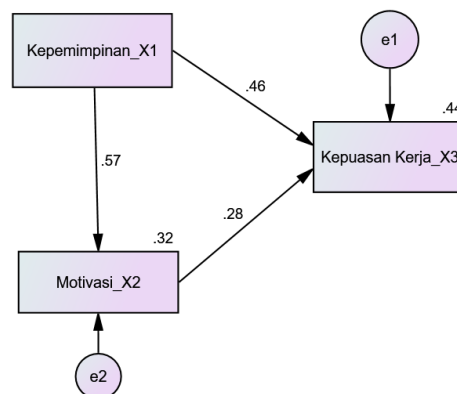 e1
Kepemimpinan_X1
.46
.44
Kepuasan Kerja_X3
.57
.28
.32
Motivasi_X2
e2